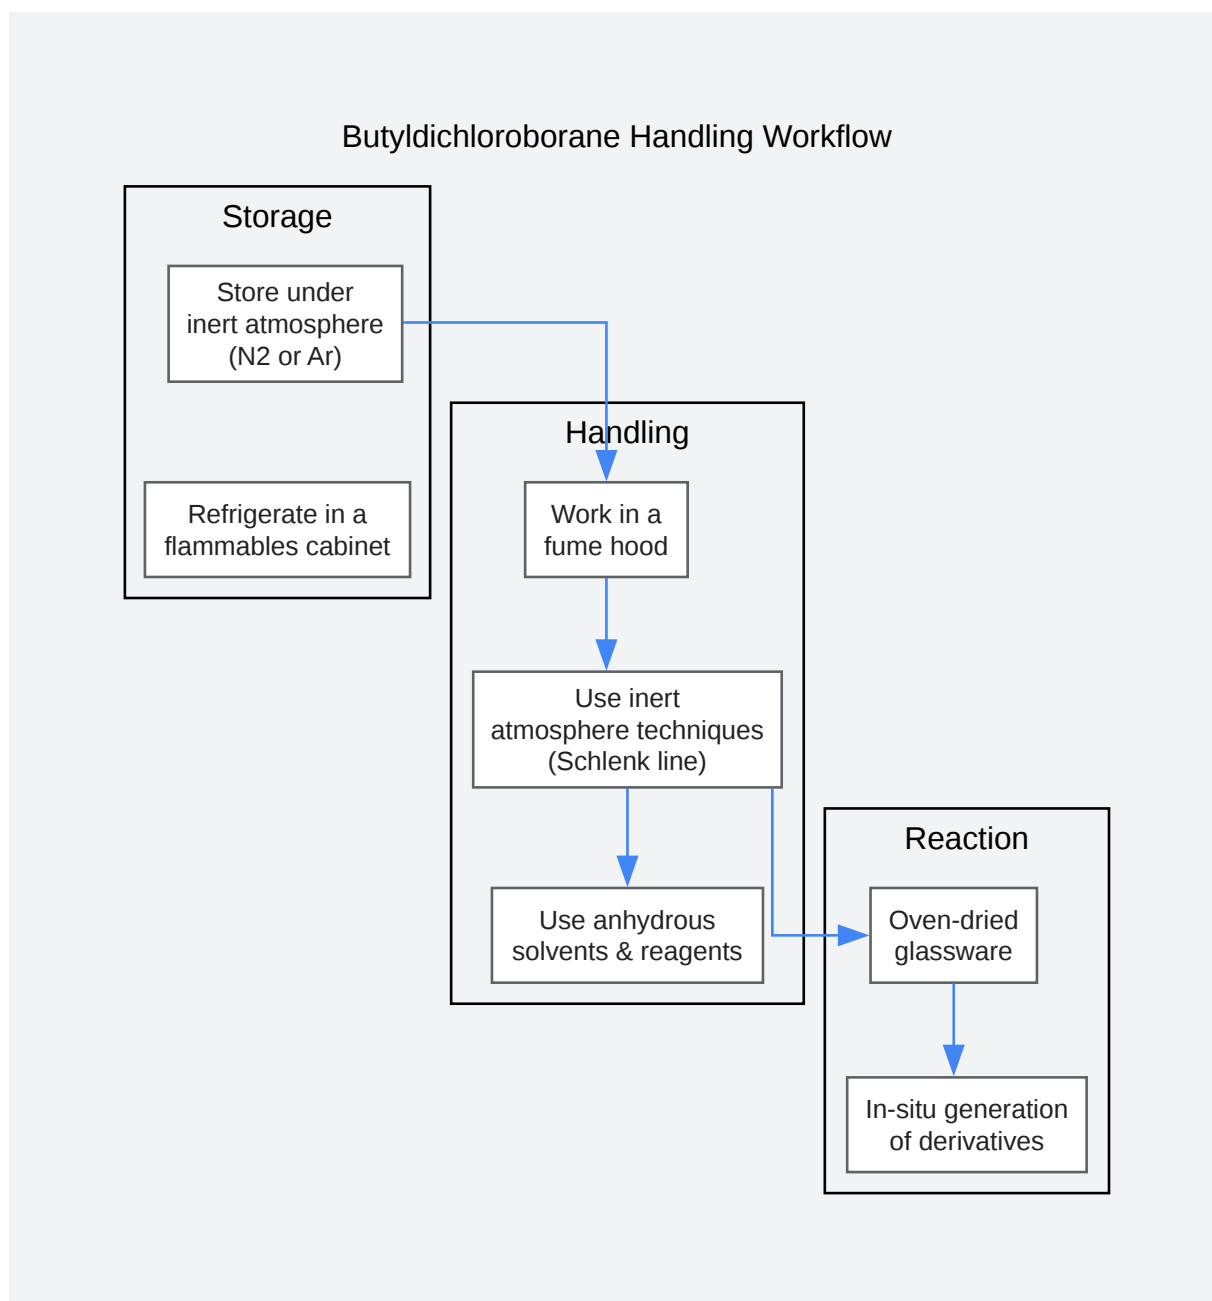 Butyldichloroborane Handling Workflow
Storage
Store under
inert atmosphere
(N2 or Ar)
Refrigerate in a
flammables cabinet
Handling
Work in a
fume hood
Use inert
atmosphere techniques
(Schlenk line)
Use anhydrous
solvents & reagents
Reaction
Oven-dried
glassware
In-situ generation
of derivatives